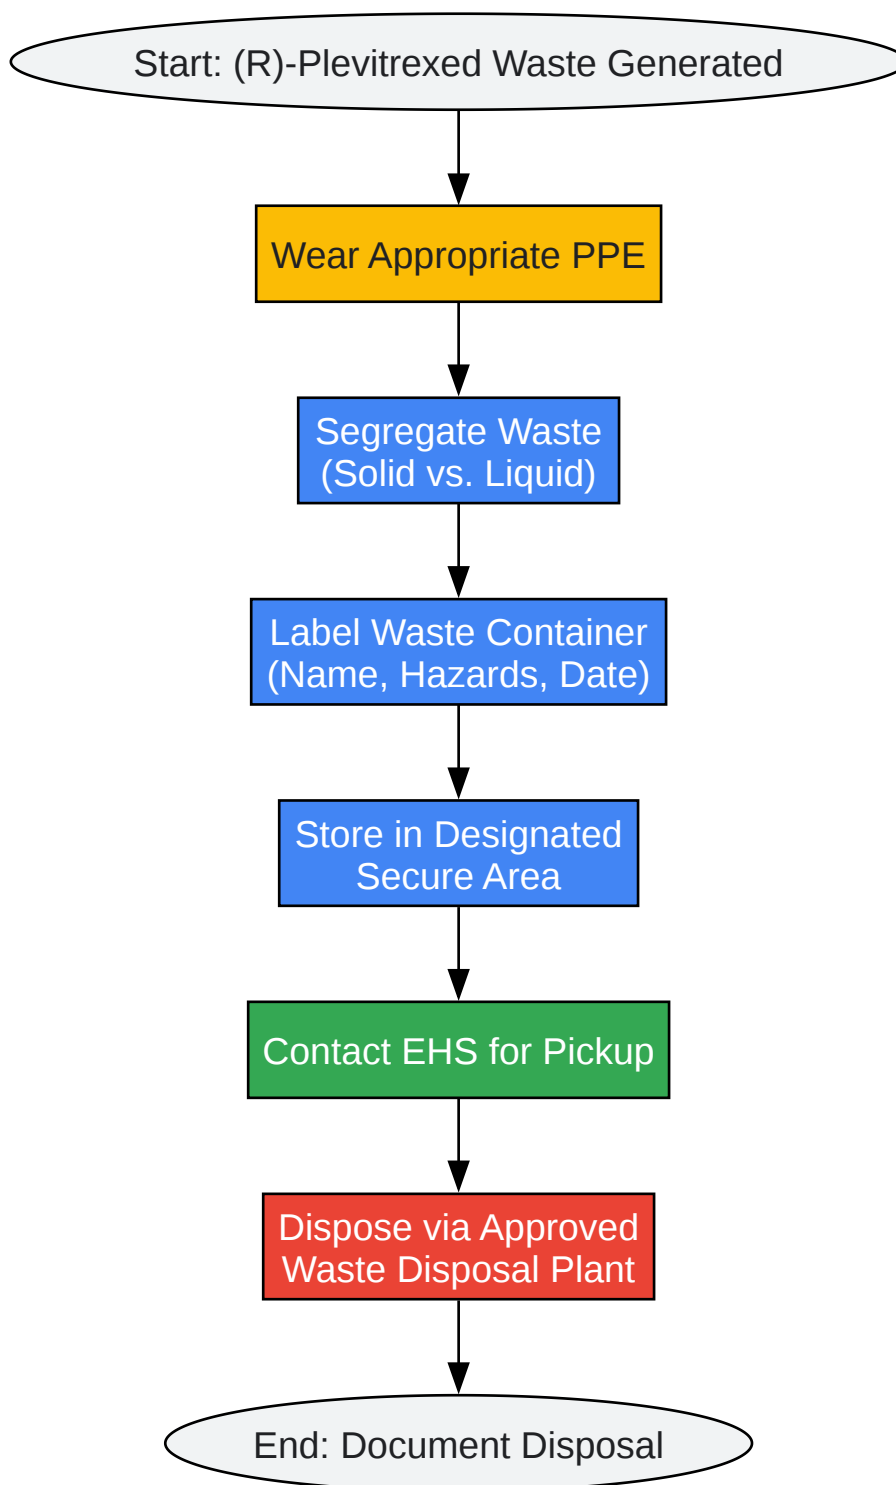 Start: (R)-Plevitrexed Waste Generated
Wear Appropriate PPE
Segregate Waste
(Solid vs. Liquid)
Label Waste Container
(Name, Hazards, Date)
Store in Designated
Secure Area
Contact EHS for Pickup
Dispose via Approved
Waste Disposal Plant
End: Document Disposal